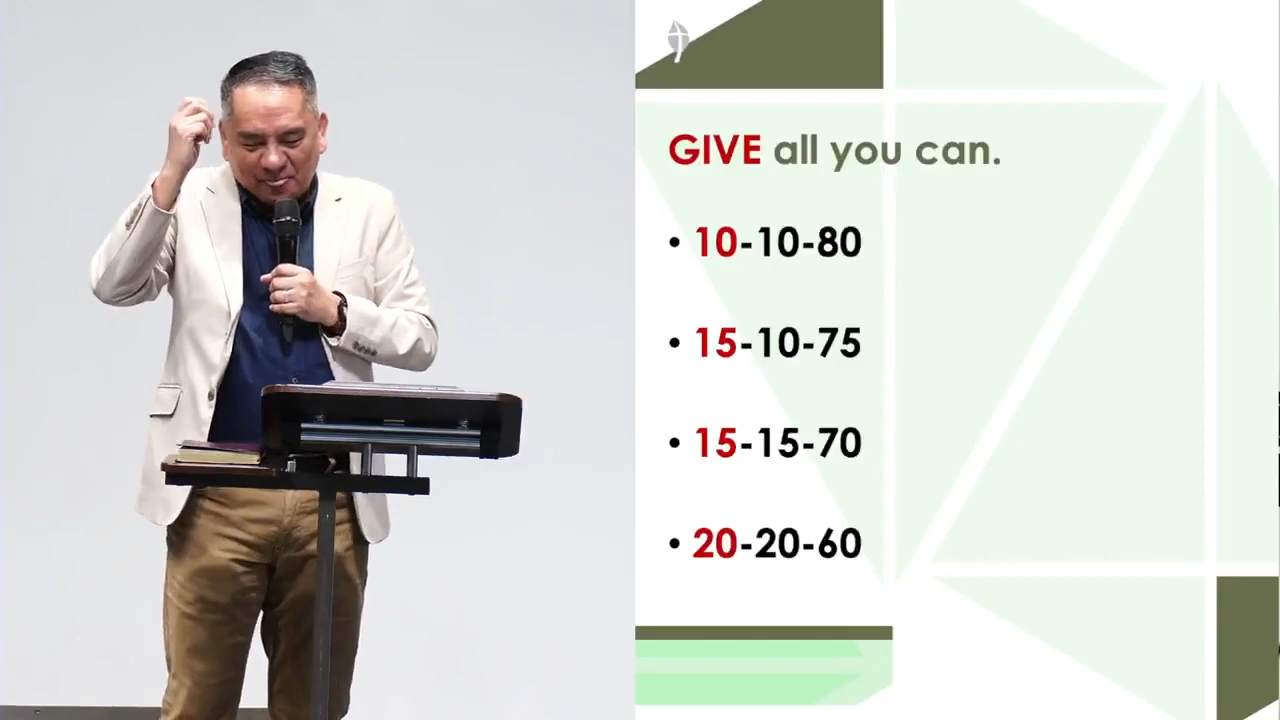 GIVE all you can.
• 10-10-80
• 15-10-75
• 15-15-70
• 20-20-60